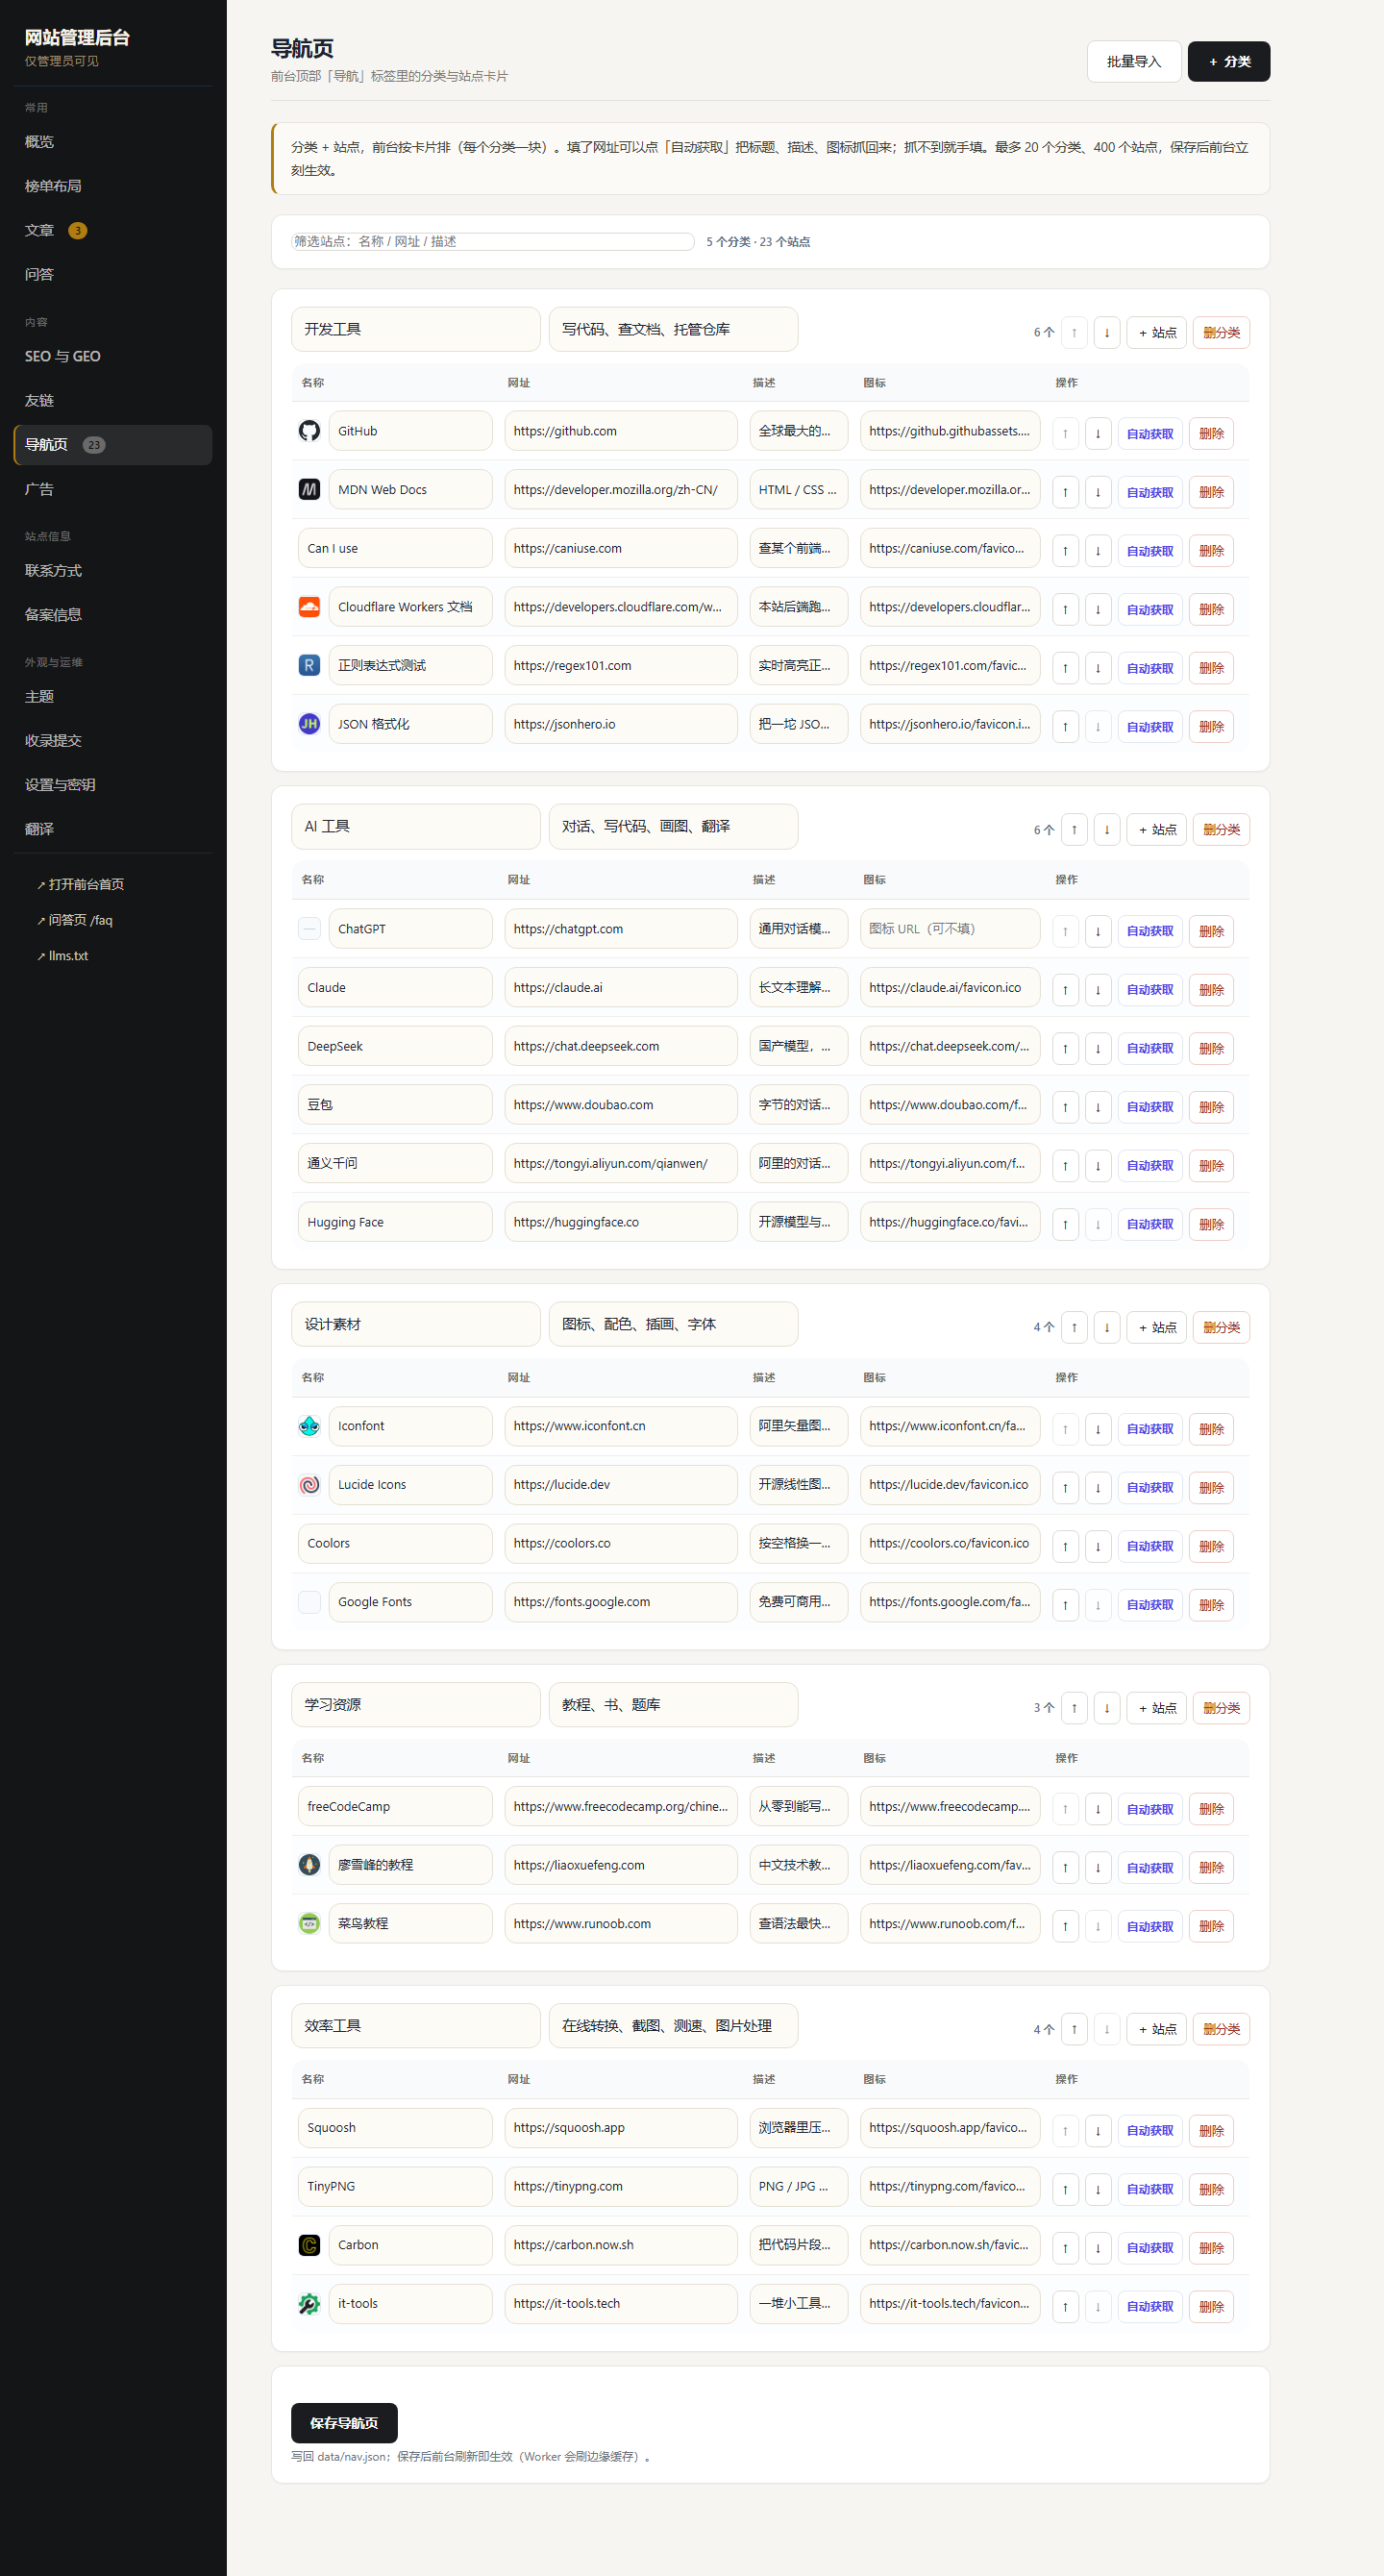 网站管理后台
仅管理员可见
常用
概览
榜单布局
文章 3
问答
内容
SEO 与 GEO
友链
导航页 23
广告
站点信息
联系方式
备案信息
外观与运维
主题
收录提交
设置与密钥
翻译
↗ 打开前台首页
↗ 问答页 /faq
↗ llms.txt
导航页
前台顶部「导航」标签里的分类与站点卡片
批量导入
+ 分类
分类 + 站点，前台按卡片排（每个分类一块）。填了网址可以点「自动获取」把标题、描述、图标抓回来；抓不到就手填。最多 20 个分类、400 个站点，保存后前台立
刻生效。
筛选站点：名称 / 网址 / 描述
5 个分类 · 23 个站点
开发工具 写代码、查文档、托管仓库 6 个 ↑ ↓ + 站点 删分类
名称 网址 描述 图标 操作
GitHub https://github.com 全球最大的... https://github.githubassets.... ↑ ↓ 自动获取 删除
MDN Web Docs https://developer.mozilla.org/zh-CN/ HTML / CSS ... https://developer.mozilla.or... ↑ ↓ 自动获取 删除
Can I use https://caniuse.com 查某个前端... https://caniuse.com/favico... ↑ ↓ 自动获取 删除
Cloudflare Workers 文档 https://developers.cloudflare.com/w... 本站后端跑... https://developers.cloudflar... ↑ ↓ 自动获取 删除
R 正则表达式测试 https://regex101.com 实时高亮正... https://regex101.com/favic... ↑ ↓ 自动获取 删除
JH JSON 格式化 https://jsonhero.io 把一坨 JSO... https://jsonhero.io/favicon.i... ↑ ↓ 自动获取 删除
AI 工具 对话、写代码、画图、翻译 6 个 ↑ ↓ + 站点 删分类
名称 网址 描述 图标 操作
— ChatGPT https://chatgpt.com 通用对话模... 图标 URL（可不填） ↑ ↓ 自动获取 删除
Claude https://claude.ai 长文本理解... https://claude.ai/favicon.ico ↑ ↓ 自动获取 删除
DeepSeek https://chat.deepseek.com 国产模型，... https://chat.deepseek.com/... ↑ ↓ 自动获取 删除
豆包 https://www.doubao.com 字节的对话... https://www.doubao.com/f... ↑ ↓ 自动获取 删除
通义千问 https://tongyi.aliyun.com/qianwen/ 阿里的对话... https://tongyi.aliyun.com/f... ↑ ↓ 自动获取 删除
Hugging Face https://huggingface.co 开源模型与... https://huggingface.co/favi... ↑ ↓ 自动获取 删除
设计素材 图标、配色、插画、字体 4 个 ↑ ↓ + 站点 删分类
名称 网址 描述 图标 操作
Iconfont https://www.iconfont.cn 阿里矢量图... https://www.iconfont.cn/fa... ↑ ↓ 自动获取 删除
Lucide Icons https://lucide.dev 开源线性图... https://lucide.dev/favicon.ico ↑ ↓ 自动获取 删除
Coolors https://coolors.co 按空格换一... https://coolors.co/favicon.ico ↑ ↓ 自动获取 删除
Google Fonts https://fonts.google.com 免费可商用... https://fonts.google.com/fa... ↑ ↓ 自动获取 删除
学习资源 教程、书、题库 3 个 ↑ ↓ + 站点 删分类
名称 网址 描述 图标 操作
freeCodeCamp https://www.freecodecamp.org/chine... 从零到能写... https://www.freecodecamp.... ↑ ↓ 自动获取 删除
廖雪峰的教程 https://liaoxuefeng.com 中文技术教... https://liaoxuefeng.com/fav... ↑ ↓ 自动获取 删除
菜鸟教程 https://www.runoob.com 查语法最快... https://www.runoob.com/f... ↑ ↓ 自动获取 删除
效率工具 在线转换、截图、测速、图片处理 4 个 ↑ ↓ + 站点 删分类
名称 网址 描述 图标 操作
Squoosh https://squoosh.app 浏览器里压... https://squoosh.app/favico... ↑ ↓ 自动获取 删除
TinyPNG https://tinypng.com PNG / JPG ... https://tinypng.com/favico... ↑ ↓ 自动获取 删除
C Carbon https://carbon.now.sh 把代码片段... https://carbon.now.sh/favic... ↑ ↓ 自动获取 删除
it-tools https://it-tools.tech 一堆小工具... https://it-tools.tech/favicon... ↑ ↓ 自动获取 删除
保存导航页
写回 data/nav.json；保存后前台刷新即生效（Worker 会刷边缘缓存）。